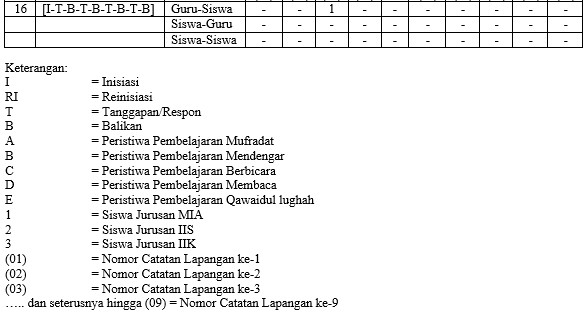 16 [I-T-B-T-B-T-B-T-B] Guru-Siswa - - 1 - - - - - - -
Siswa-Guru - - - - - - - - - -
Siswa-Siswa - - - - - - - - - -
Keterangan:
I = Inisiasi
RI = Reinisiasi
T = Tanggapan/Respon
B = Balikan
A = Peristiwa Pembelajaran Mufradat
B = Peristiwa Pembelajaran Mendengar
C = Peristiwa Pembelajaran Berbicara
D = Peristiwa Pembelajaran Membaca
E = Peristiwa Pembelajaran Qawaidul lughah
1 = Siswa Jurusan MIA
2 = Siswa Jurusan IIS
3 = Siswa Jurusan IIK
(01) = Nomor Catatan Lapangan ke-1
(02) = Nomor Catatan Lapangan ke-2
(03) = Nomor Catatan Lapangan ke-3
….. dan seterusnya hingga (09) = Nomor Catatan Lapangan ke-9